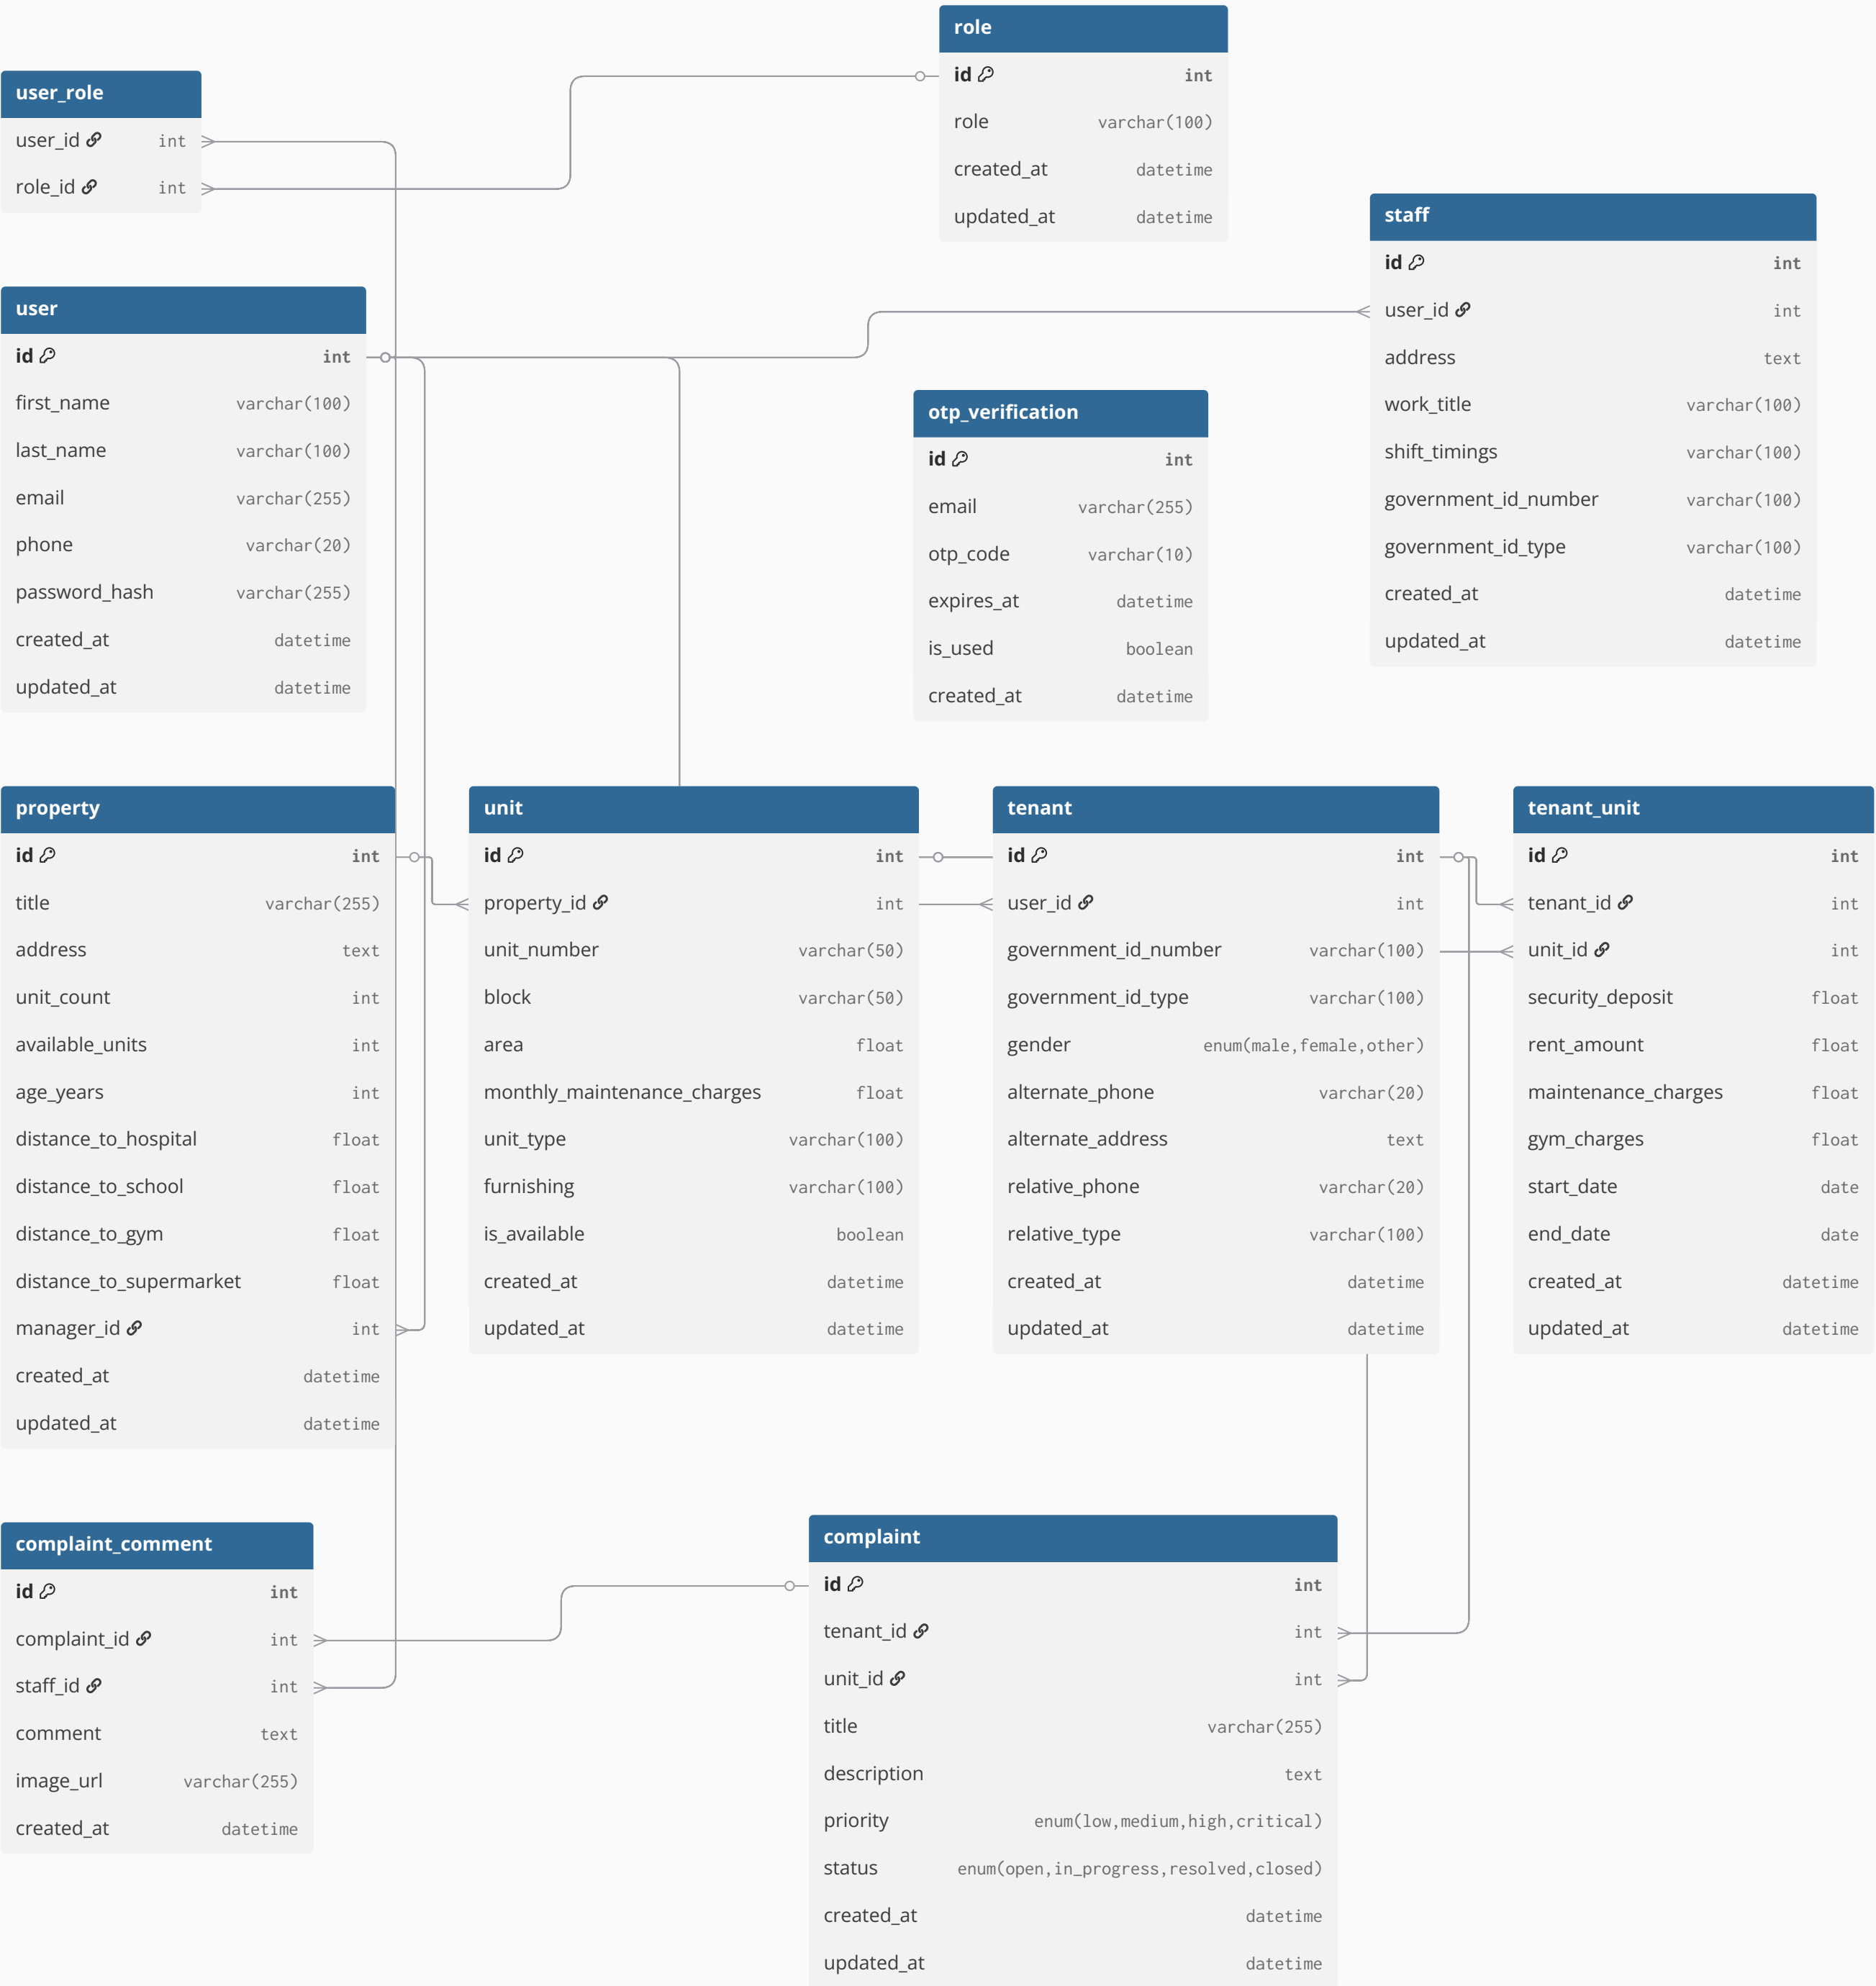 role
id int
role varchar(100)
created_at datetime
updated_at datetime
user_role
user_id int
role_id int
staff
id int
user_id int
address text
work_title varchar(100)
shift_timings varchar(100)
government_id_number varchar(100)
government_id_type varchar(100)
created_at datetime
updated_at datetime
user
id int
first_name varchar(100)
last_name varchar(100)
email varchar(255)
phone varchar(20)
password_hash varchar(255)
created_at datetime
updated_at datetime
otp_verification
id int
email varchar(255)
otp_code varchar(10)
expires_at datetime
is_used boolean
created_at datetime
property
id int
title varchar(255)
address text
unit_count int
available_units int
age_years int
distance_to_hospital float
distance_to_school float
distance_to_gym float
distance_to_supermarket float
manager_id int
created_at datetime
updated_at datetime
unit
id int
property_id int
unit_number varchar(50)
block varchar(50)
area float
monthly_maintenance_charges float
unit_type varchar(100)
furnishing varchar(100)
is_available boolean
created_at datetime
updated_at datetime
tenant
id int
user_id int
government_id_number varchar(100)
government_id_type varchar(100)
gender enum(male,female,other)
alternate_phone varchar(20)
alternate_address text
relative_phone varchar(20)
relative_type varchar(100)
created_at datetime
updated_at datetime
tenant_unit
id int
tenant_id int
unit_id int
security_deposit float
rent_amount float
maintenance_charges float
gym_charges float
start_date date
end_date date
created_at datetime
updated_at datetime
complaint_comment
id int
complaint_id int
staff_id int
comment text
image_url varchar(255)
created_at datetime
complaint
id int
tenant_id int
unit_id int
title varchar(255)
description text
priority enum(low,medium,high,critical)
status enum(open,in_progress,resolved,closed)
created_at datetime
updated_at datetime